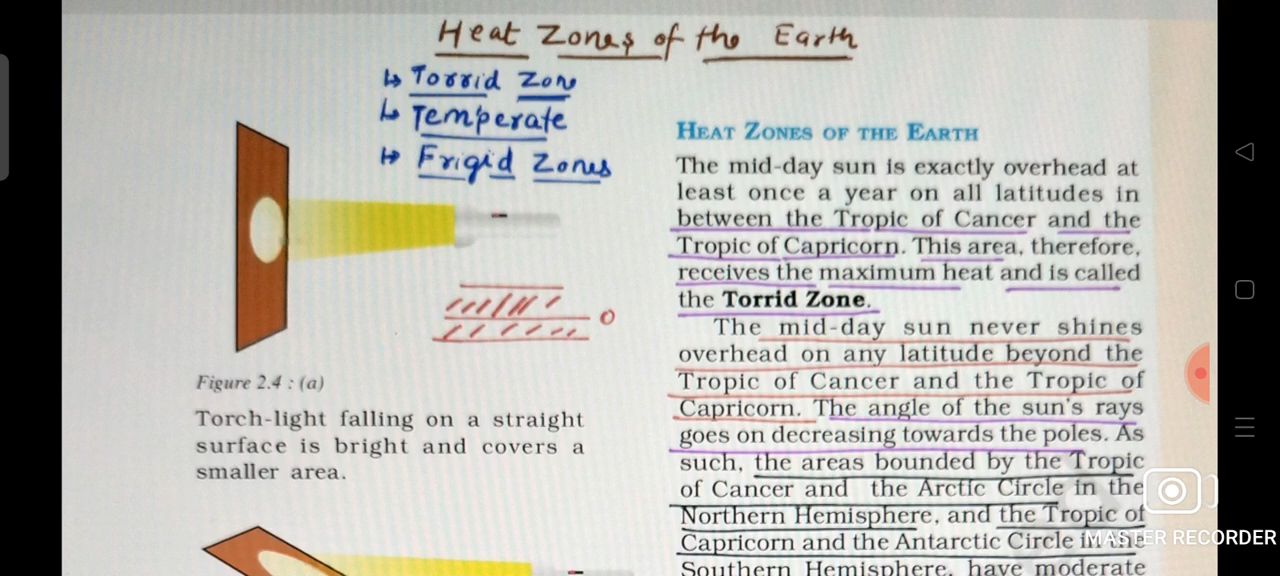 Heat Zones of the Earth
↳ Torrid Zone
↳ Temperate
↳ Frigid Zones
Figure 2.4 : (a)
Torch-light falling on a straight
surface is bright and covers a
smaller area.
HEAT ZONES OF THE EARTH
The mid-day sun is exactly overhead at
least once a year on all latitudes in
between the Tropic of Cancer and the
Tropic of Capricorn. This area, therefore,
receives the maximum heat and is called
the Torrid Zone.
The mid-day sun never shines
overhead on any latitude beyond the
Tropic of Cancer and the Tropic of
Capricorn. The angle of the sun's rays
goes on decreasing towards the poles. As
such, the areas bounded by the Tropic
of Cancer and the Arctic Circle in the
Northern Hemisphere, and the Tropic of
Capricorn and the Antarctic Circle in the
Southern Hemisphere, have moderate
0
MASTER RECORDER